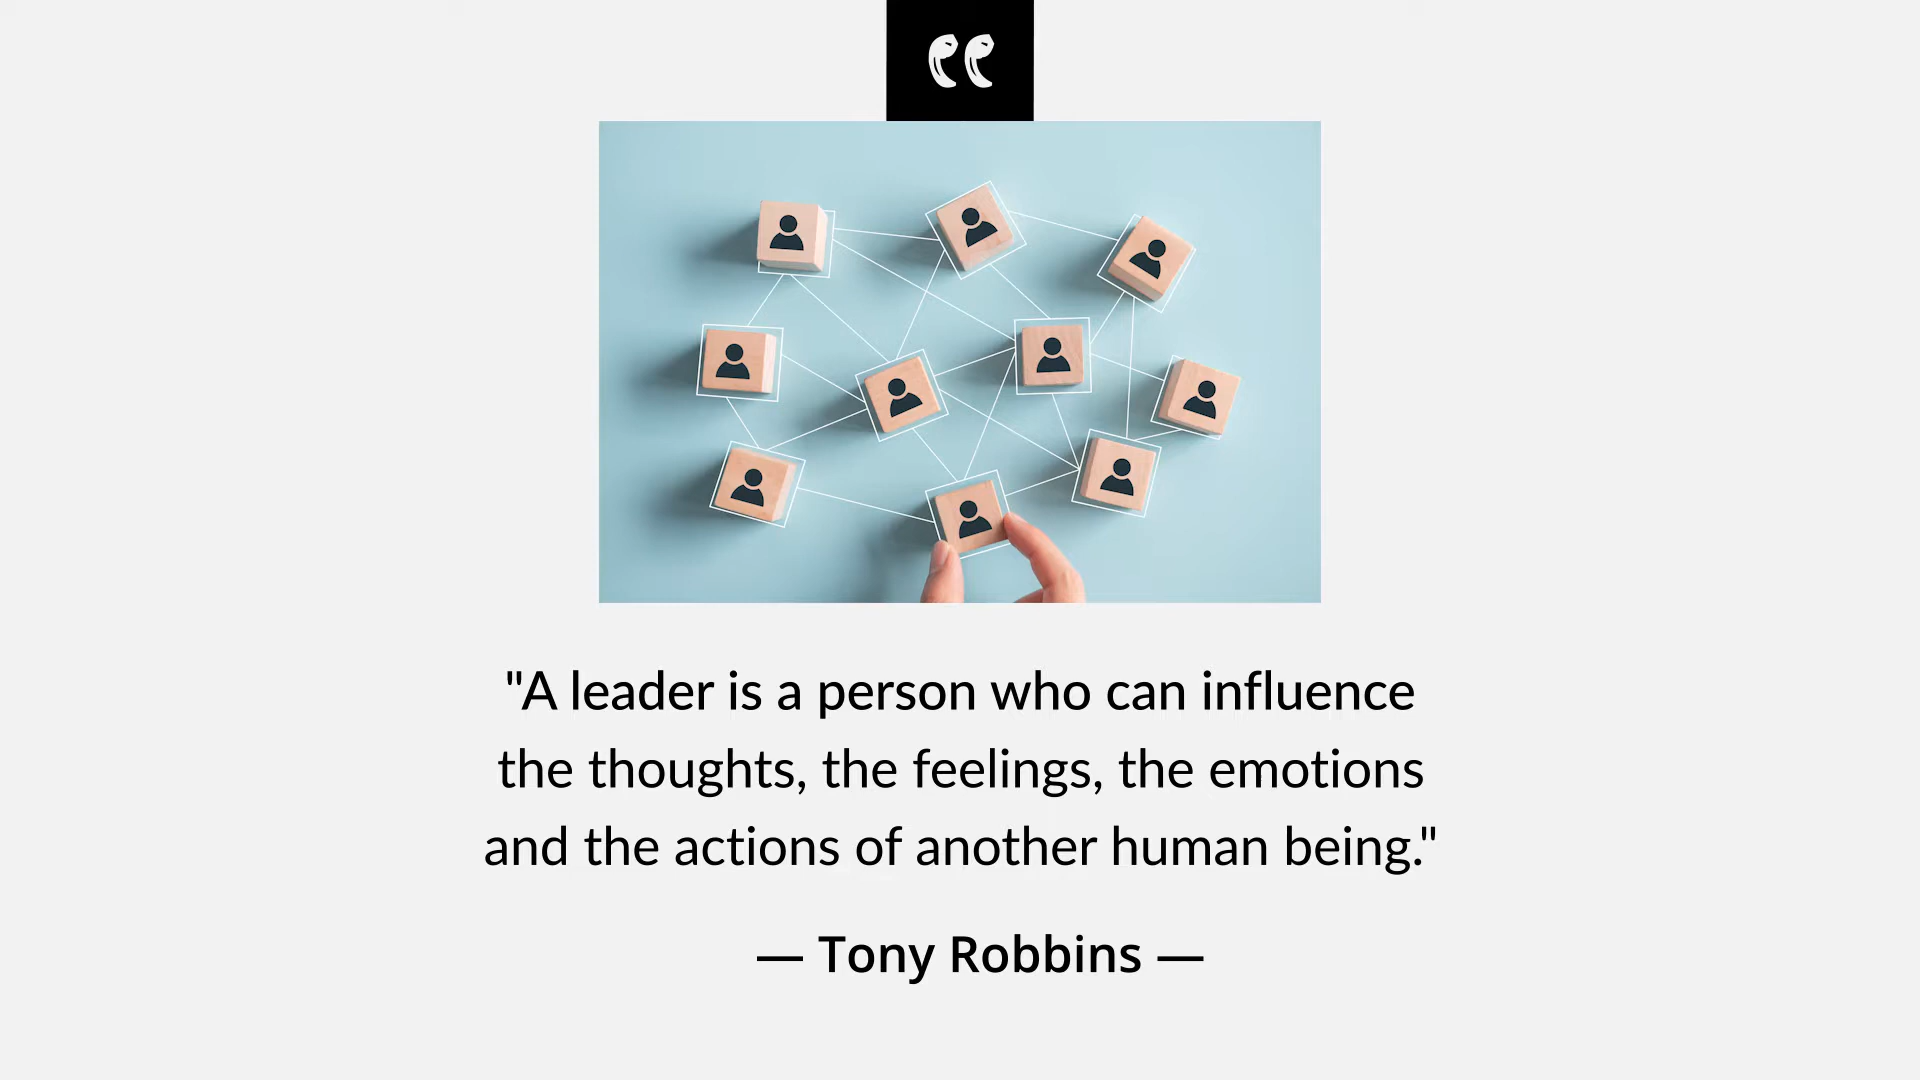 "A leader is a person who can influence
the thoughts, the feelings, the emotions
and the actions of another human being."
— Tony Robbins —